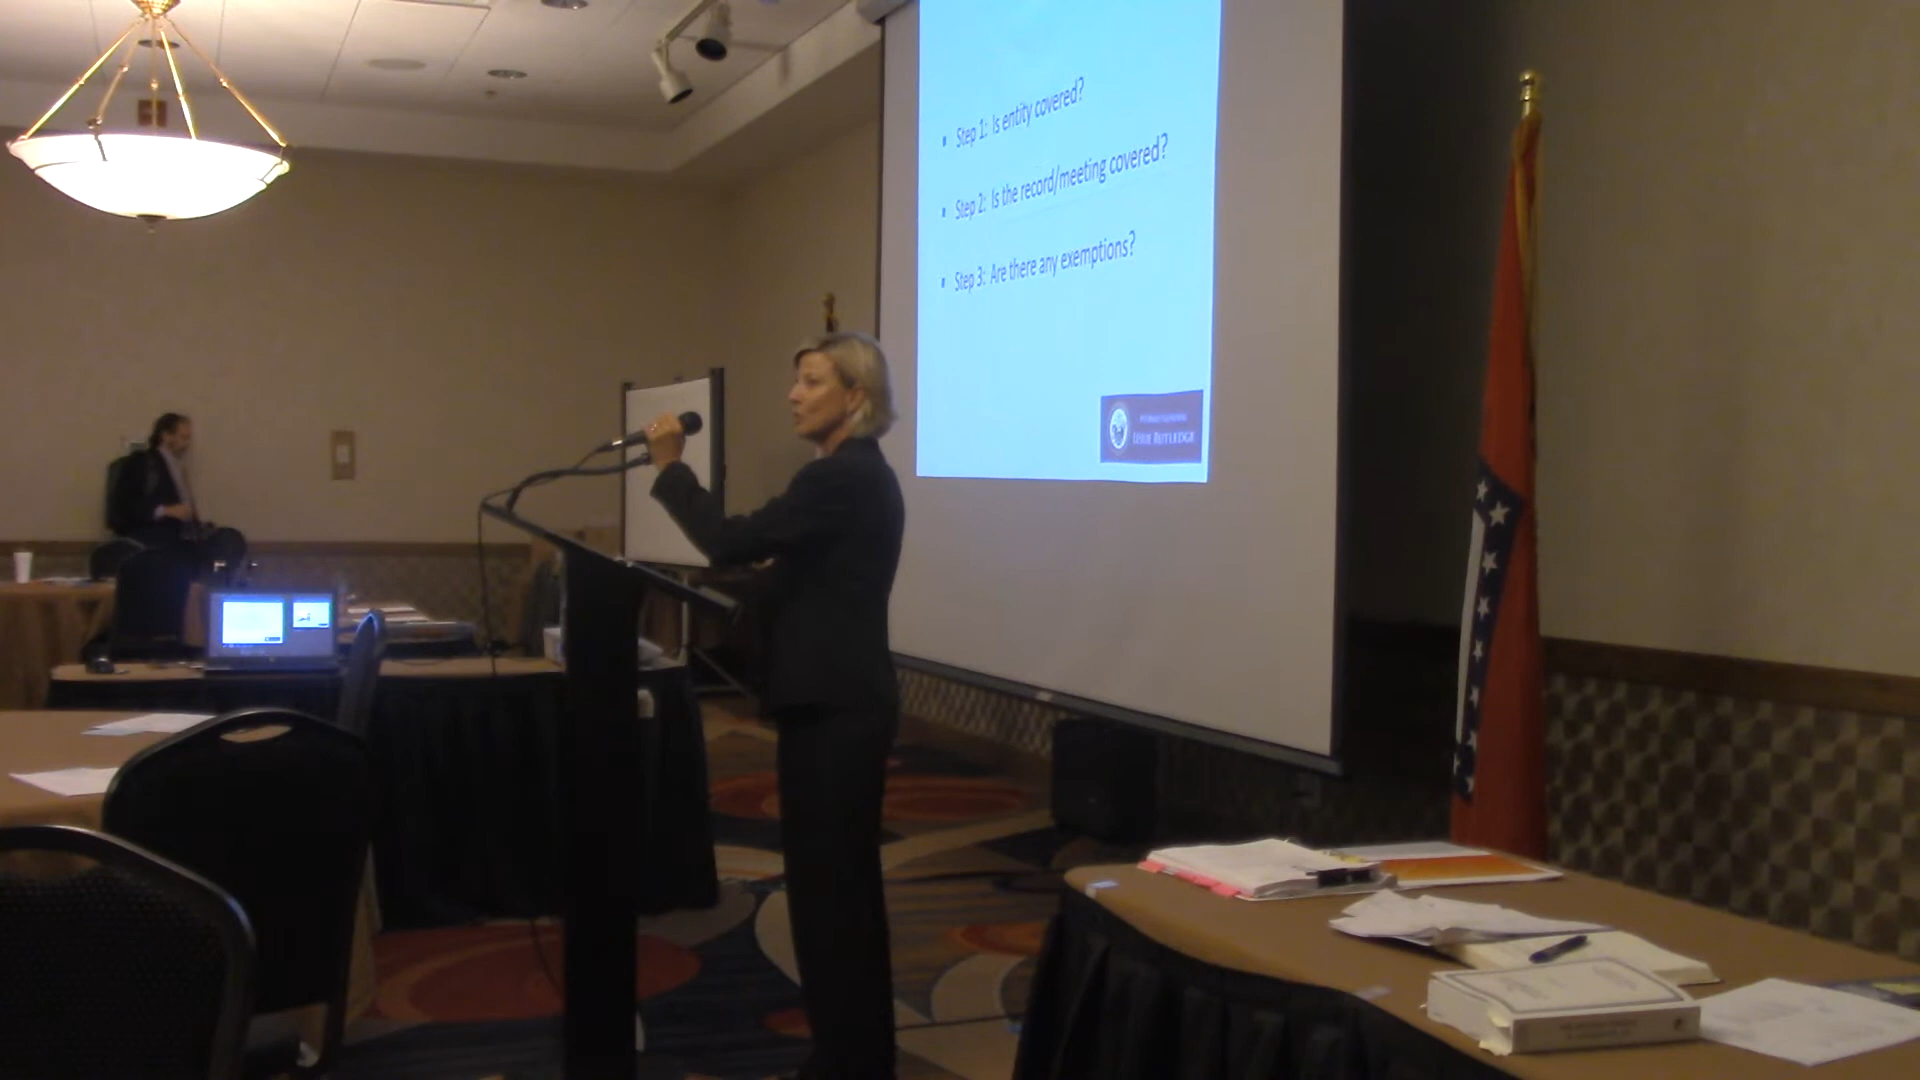 ▪ Step 1: Is entity covered?
▪ Step 2: Is the record/meeting covered?
▪ Step 3: Are there any exemptions?
Leslie Rutledge